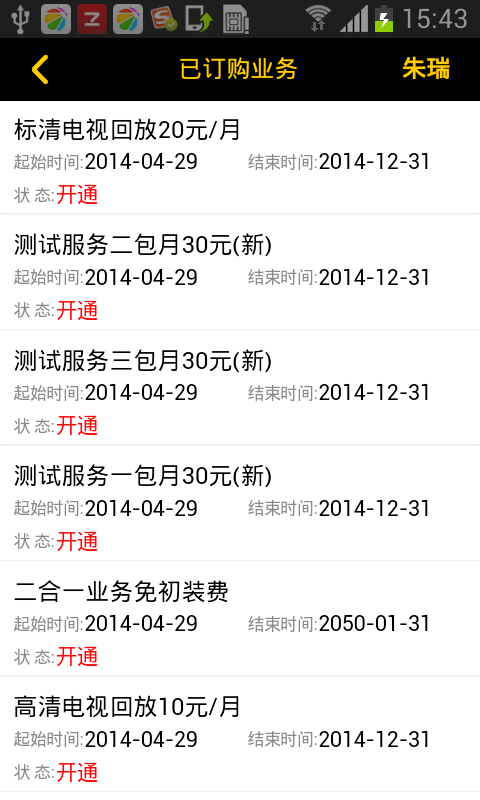 15:43
已订购业务 朱瑞
标清电视回放20元/月
起始时间:2014-04-29 结束时间:2014-12-31
状 态:开通
测试服务二包月30元(新)
起始时间:2014-04-29 结束时间:2014-12-31
状 态:开通
测试服务三包月30元(新)
起始时间:2014-04-29 结束时间:2014-12-31
状 态:开通
测试服务一包月30元(新)
起始时间:2014-04-29 结束时间:2014-12-31
状 态:开通
二合一业务免初装费
起始时间:2014-04-29 结束时间:2050-01-31
状 态:开通
高清电视回放10元/月
起始时间:2014-04-29 结束时间:2014-12-31
状 态:开通